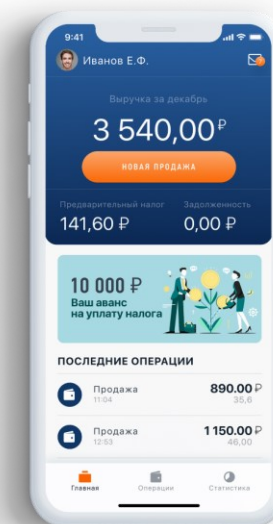 9:41
Иванов Е.Ф.
Выручка за декабрь
3 540,00 ₽
НОВАЯ ПРОДАЖА
Предварительный налог Задолженность
141,60 ₽ 0,00 ₽
10 000 ₽
Ваш аванс
на уплату налога
ПОСЛЕДНИЕ ОПЕРАЦИИ
Продажа 890.00 ₽
11:04 35,6
Продажа 1 150.00 ₽
12:53 46,00
Главная Операции Статистика